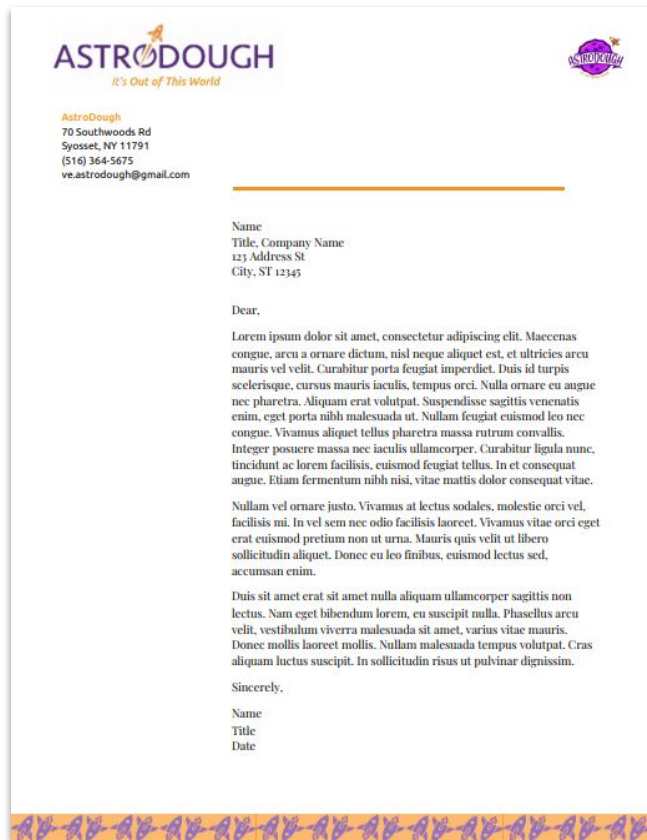 ASTRODOUGH
It's Out of This World
ASTRODOUGH
AstroDough
70 Southwoods Rd
Syosset, NY 11791
(516) 364-5675
ve.astrodough@gmail.com
Name
Title, Company Name
123 Address St
City, ST 12345
Dear,
Lorem ipsum dolor sit amet, consectetur adipiscing elit. Maecenas
congue, arcu a ornare dictum, nisl neque aliquet est, et ultricies arcu
mauris vel velit. Curabitur porta feugiat imperdiet. Duis id turpis
scelerisque, cursus mauris iaculis, tempus orci. Nulla ornare eu augue
nec pharetra. Aliquam erat volutpat. Suspendisse sagittis venenatis
enim, eget porta nibh malesuada ut. Nullam feugiat euismod leo nec
congue. Vivamus aliquet tellus pharetra massa rutrum convallis.
Integer posuere massa nec iaculis ullamcorper. Curabitur ligula nunc,
tincidunt ac lorem facilisis, euismod feugiat tellus. In et consequat
augue. Etiam fermentum nibh nisi, vitae mattis dolor consequat vitae.
Nullam vel ornare justo. Vivamus at lectus sodales, molestie orci vel,
facilisis mi. In vel sem nec odio facilisis laoreet. Vivamus vitae orci eget
erat euismod pretium non ut urna. Mauris quis velit ut libero
sollicitudin aliquet. Donec eu leo finibus, euismod lectus sed,
accumsan enim.
Duis sit amet erat sit amet nulla aliquam ullamcorper sagittis non
lectus. Nam eget bibendum lorem, eu suscipit nulla. Phasellus arcu
velit, vestibulum viverra malesuada sit amet, varius vitae mauris.
Donec mollis laoreet mollis. Nullam malesuada tempus volutpat. Cras
aliquam luctus suscipit. In sollicitudin risus ut pulvinar dignissim.
Sincerely,
Name
Title
Date